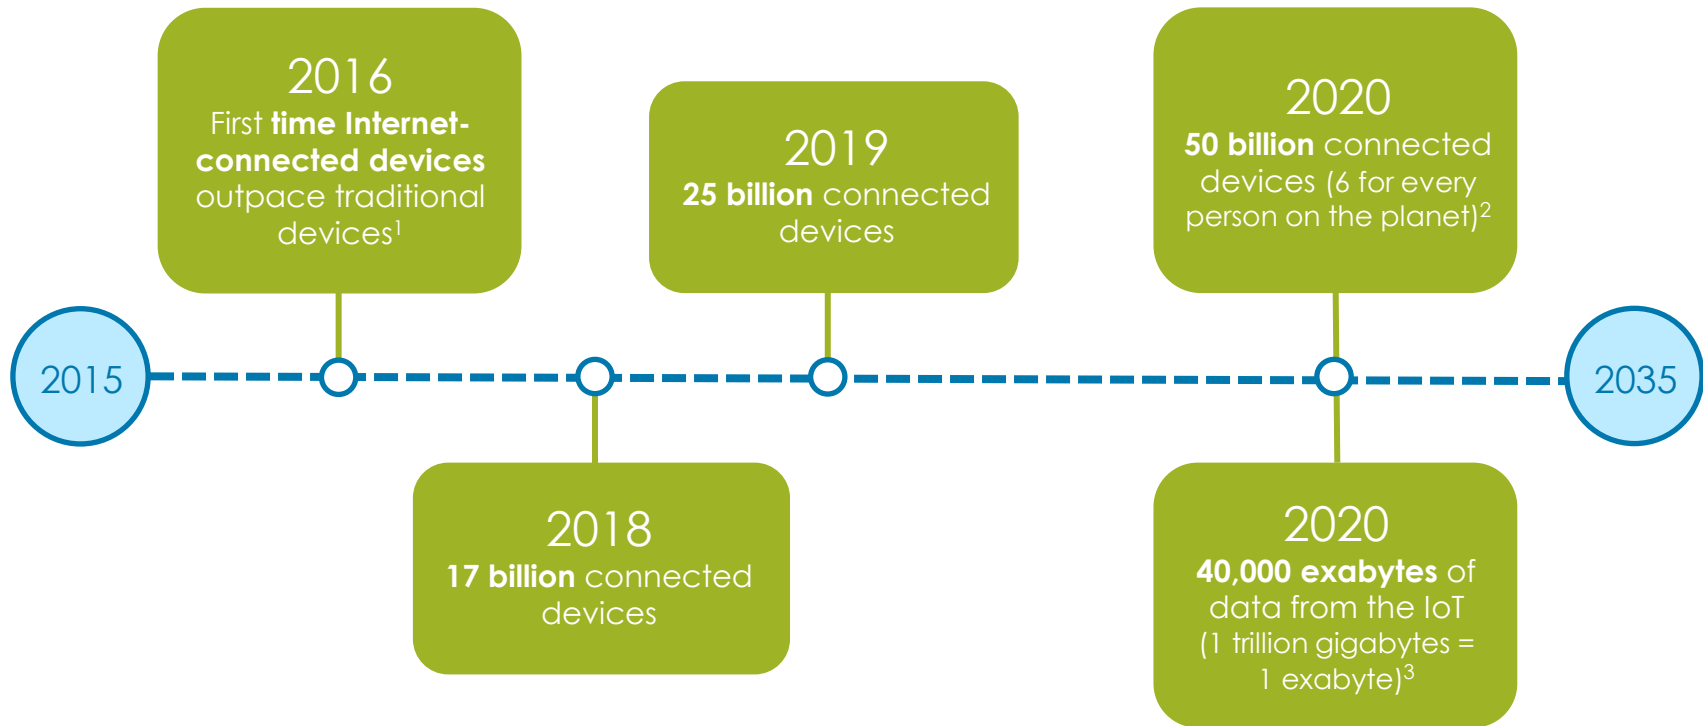 2016
First time Internet-
connected devices
outpace traditional
devices¹
2019
25 billion connected
devices
2020
50 billion connected
devices (6 for every
person on the planet)²
2015
2035
2018
17 billion connected
devices
2020
40,000 exabytes of
data from the IoT
(1 trillion gigabytes =
1 exabyte)³